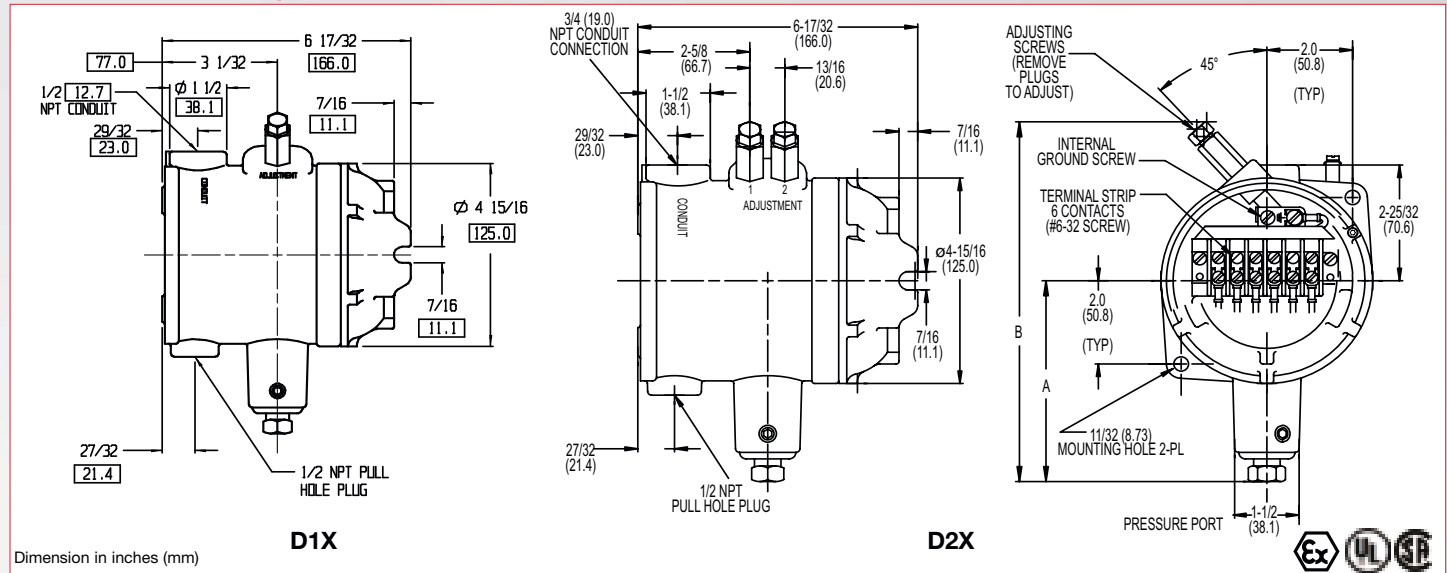 6 17/32
166.0
77.0
3 1/32
1/2 12.7
NPT CONDUIT
Ø 1 1/2
38.1
7/16
11.1
29/32
23.0
CONDUIT
ADJUSTMENT
Ø 4 15/16
125.0
7/16
11.1
27/32
21.4
1/2 NPT PULL
HOLE PLUG
D1X
3/4 (19.0)
NPT CONDUIT
CONNECTION
6-17/32
(166.0)
2-5/8
(66.7)
13/16
(20.6)
1-1/2
(38.1)
29/32
(23.0)
7/16
(11.1)
CONDUIT
1 2
ADJUSTMENT
ø4-15/16
(125.0)
7/16
(11.1)
27/32
(21.4)
1/2 NPT
PULL HOLE PLUG
D2X
ADJUSTING
SCREWS
(REMOVE
PLUGS
TO ADJUST)
45°
2.0
(50.8)
(TYP)
INTERNAL
GROUND SCREW
TERMINAL STRIP
6 CONTACTS
(#6-32 SCREW)
2-25/32
(70.6)
2.0
(50.8)
(TYP)
B
A
11/32 (8.73)
MOUNTING HOLE 2-PL
PRESSURE PORT
1-1/2
(38.1)
Dimension in inches (mm)
Ex
UL
SA